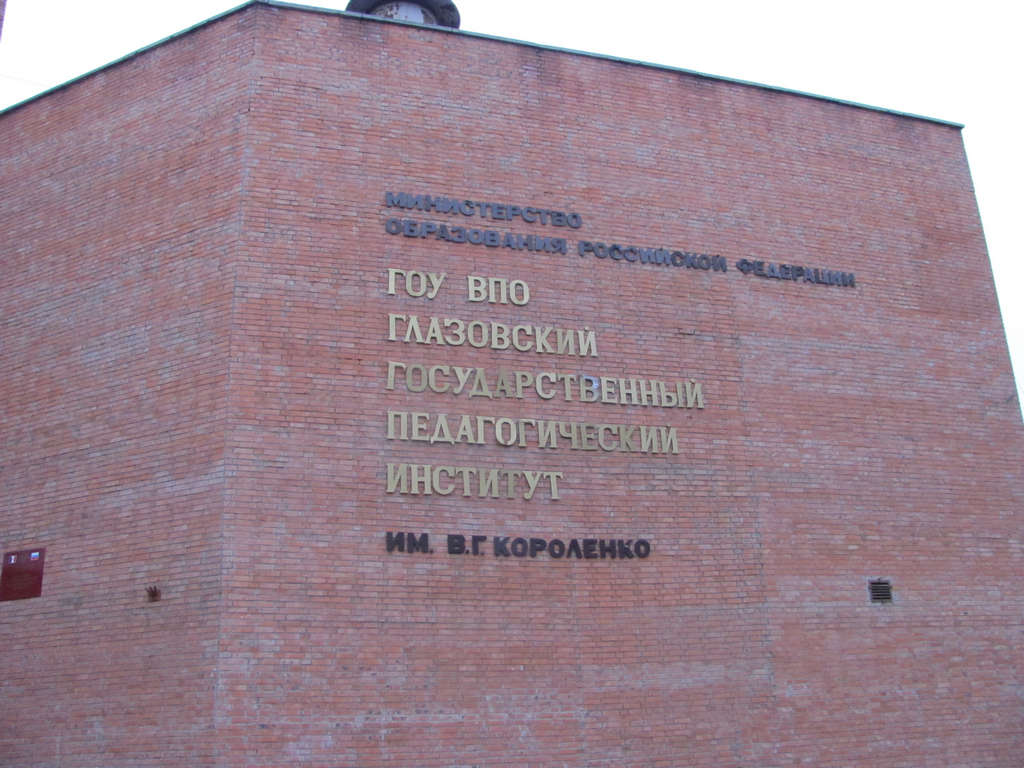 МИНИСТЕРСТВО
ОБРАЗОВАНИЯ РОССИЙСКОЙ ФЕДЕРАЦИИ
ГОУ ВПО
ГЛАЗОВСКИЙ
ГОСУДАРСТВЕННЫЙ
ПЕДАГОГИЧЕСКИЙ
ИНСТИТУТ
ИМ. В.Г. КОРОЛЕНКО